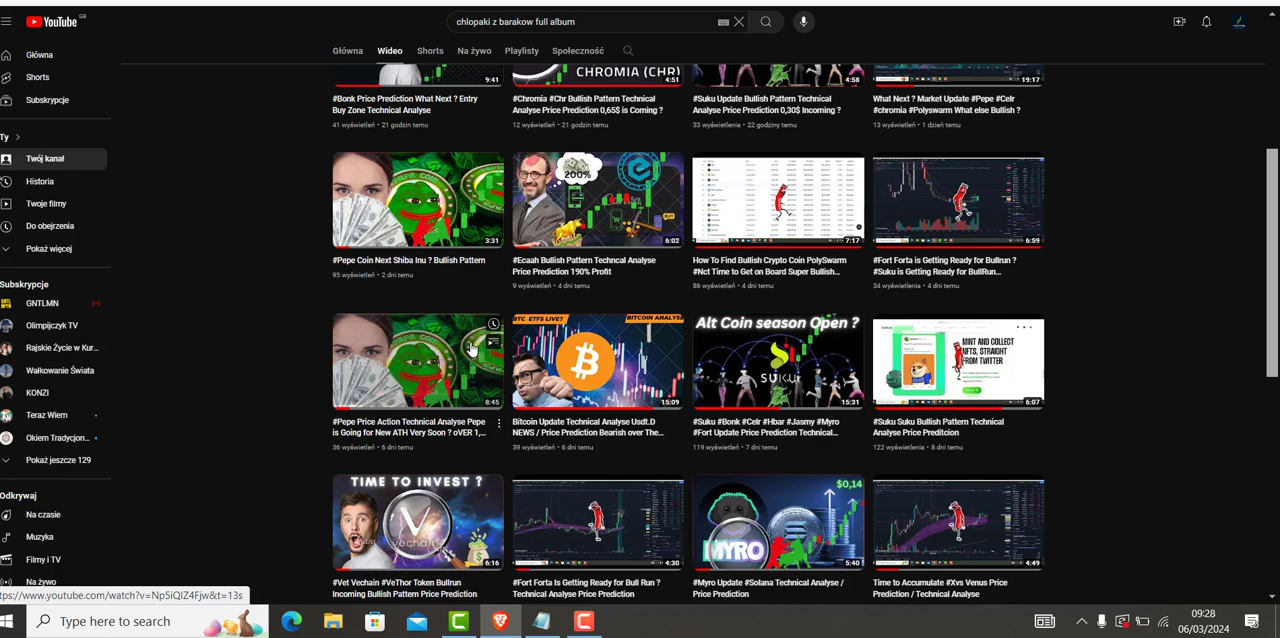 YouTube GB
chlopaki z barakow full album
Główna
Shorts
Subskrypcje
Ty
Twój kanał
Historia
Twoje filmy
Do obejrzenia
Pokaż więcej
Subskrypcje
GNTLMN
Olimpijczyk TV
Rajskie Życie w Kur...
Wałkowanie Świata
KONZI
Teraz Wiem
Okiem Tradycjon...
Pokaż jeszcze 129
Odkrywaj
Na czasie
Muzyka
Filmy i TV
Na żywo
Główna Wideo Shorts Na żywo Playlisty Społeczność
9:41
CHROMIA (CHR)
4:51
4:58
19:17
#Bonk Price Prediction What Next ? Entry
Buy Zone Technical Analyse
41 wyświetleń • 21 godzin temu
#Chromia #Chr Bullish Pattern Technical
Analyse Price Prediction 0,65$ is Coming ?
12 wyświetleń • 21 godzin temu
#Suku Update Bullish Pattern Technical
Analyse Price Prediction 0,30$ Incoming ?
33 wyświetlenia • 22 godziny temu
What Next ? Market Update #Pepe #Celr
#chromia #Polyswarm What else Bullish ?
13 wyświetleń • 1 dzień temu
3:31
200%
6:02
7:17
6:59
#Pepe Coin Next Shiba Inu ? Bullish Pattern
95 wyświetleń • 2 dni temu
#Ecaah Bullish Pattern Techncal Analyse
Price Prediction 190% Profit
9 wyświetleń • 4 dni temu
How To Find Bullish Crypto Coin PolySwarm
#Nct Time to Get on Board Super Bullish...
86 wyświetleń • 4 dni temu
#Fort Forta is Getting Ready for Bullrun ?
#Suku is Getting Ready for BullRun...
34 wyświetlenia • 4 dni temu
8:45
BTC ETFS LIVE?
BITCOIN ANALYSE
15:09
Alt Coin season Open ?
SUKU
15:31
MINT AND COLLECT
NFTS, STRAIGHT
FROM TWITTER
6:07
#Pepe Price Action Technical Analyse Pepe
is Going for New ATH Very Soon ? oVER 1,...
36 wyświetleń • 6 dni temu
Bitcoin Update Technical Analyse Usdt.D
NEWS / Price Prediction Bearish over The...
39 wyświetleń • 6 dni temu
#Suku #Bonk #Celr #Hbar #Jasmy #Myro
#Fort Update Price Prediction Technical...
119 wyświetleń • 7 dni temu
#Suku Suku Bullish Pattern Technical
Analyse Price Preditcion
122 wyświetlenia • 8 dni temu
TIME TO INVEST ?
vechain
6:16
4:30
$0,14
MYRO
5:40
4:49
#Vet Vechain #VeThor Token Bullrun
Incoming Bullish Pattern Price Prediction
#Fort Forta Is Getting Ready for Bull Run ?
Technical Analyse Price Prediction
#Myro Update #Solana Technical Analyse /
Price Prediction
Time to Accumulate #Xvs Venus Price
Prediction / Technical Analyse
ttps://www.youtube.com/watch?v=Np5iQlZ4Fjw&t=13s
Type here to search
09:28
06/03/2024